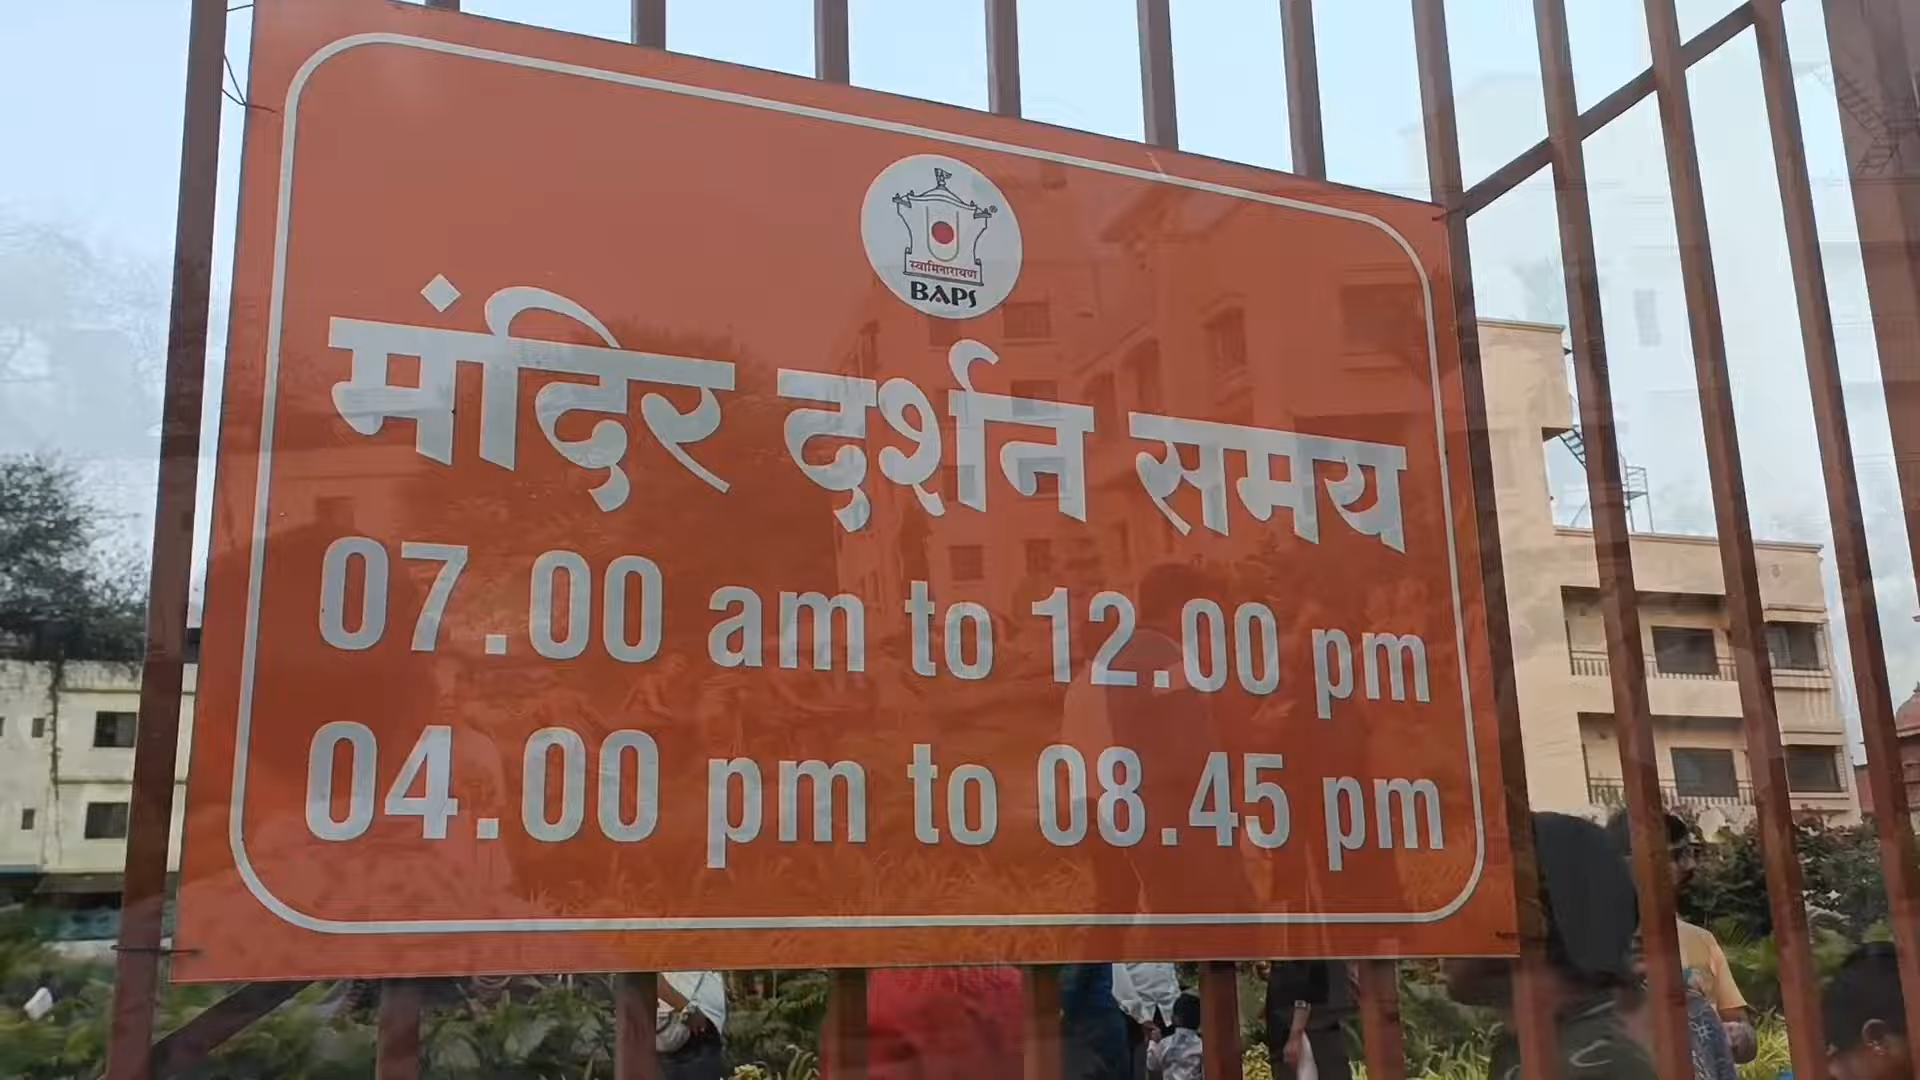 स्वामिनारायण
BAPS
मंदिर दर्शन समय
07.00 am to 12.00 pm
04.00 pm to 08.45 pm